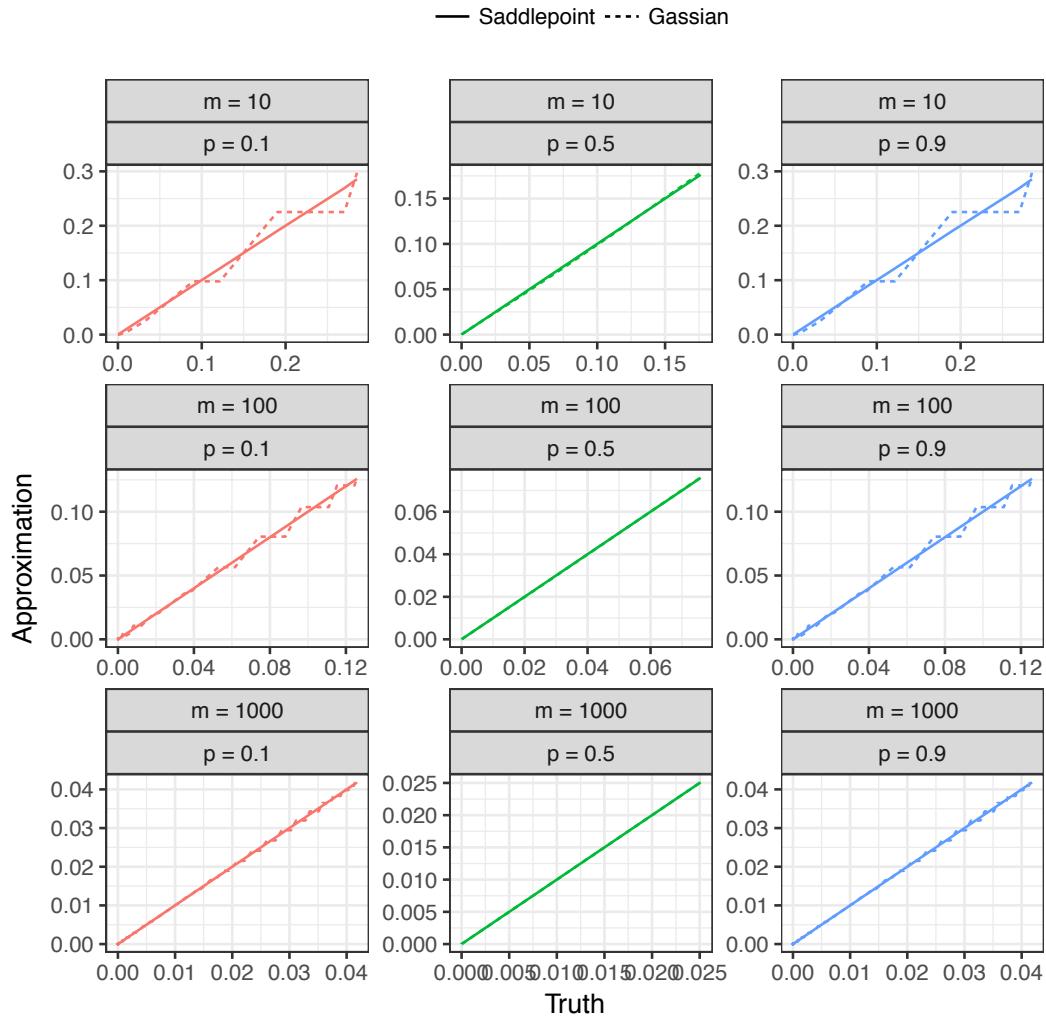 Saddlepoint Gassian
m = 10 m = 10 m = 10
p = 0.1 p = 0.5 p = 0.9
0.3 0.2 0.1 0.0
0.15 0.10 0.05 0.00
0.3 0.2 0.1 0.0
0.0 0.1 0.2
0.00 0.05 0.10 0.15
0.0 0.1 0.2
m = 100 m = 100 m = 100
p = 0.1 p = 0.5 p = 0.9
Approximation
0.10 0.05 0.00
0.06 0.04 0.02 0.00
0.10 0.05 0.00
0.00 0.04 0.08 0.12
0.00 0.02 0.04 0.06
0.00 0.04 0.08 0.12
m = 1000 m = 1000 m = 1000
p = 0.1 p = 0.5 p = 0.9
0.04 0.03 0.02 0.01 0.00
0.025 0.020 0.015 0.010 0.005 0.000
0.04 0.03 0.02 0.01 0.00
0.00 0.01 0.02 0.03 0.04
0.000 0.005 0.010 0.015 0.020 0.025
0.00 0.01 0.02 0.03 0.04
Truth